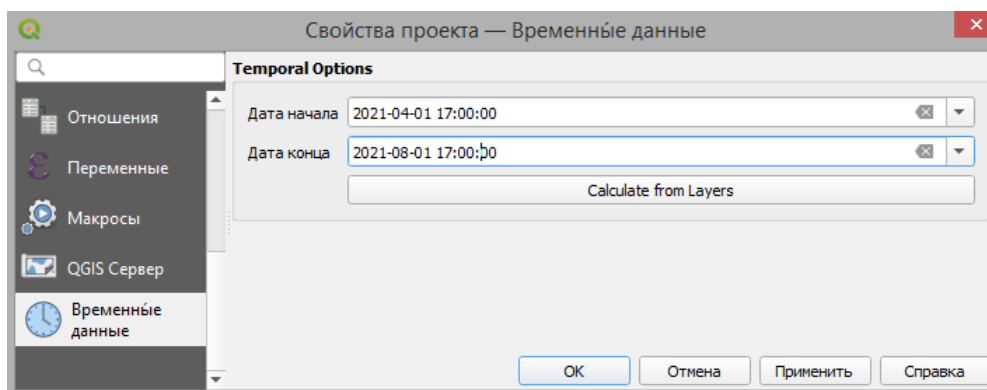 Свойства проекта — Временны́е данные
Отношения
Переменные
Макросы
QGIS Сервер
Временны́е
данные
Temporal Options
Дата начала 2021-04-01 17:00:00
Дата конца 2021-08-01 17:00:00
Calculate from Layers
OK Отмена Применить Справка